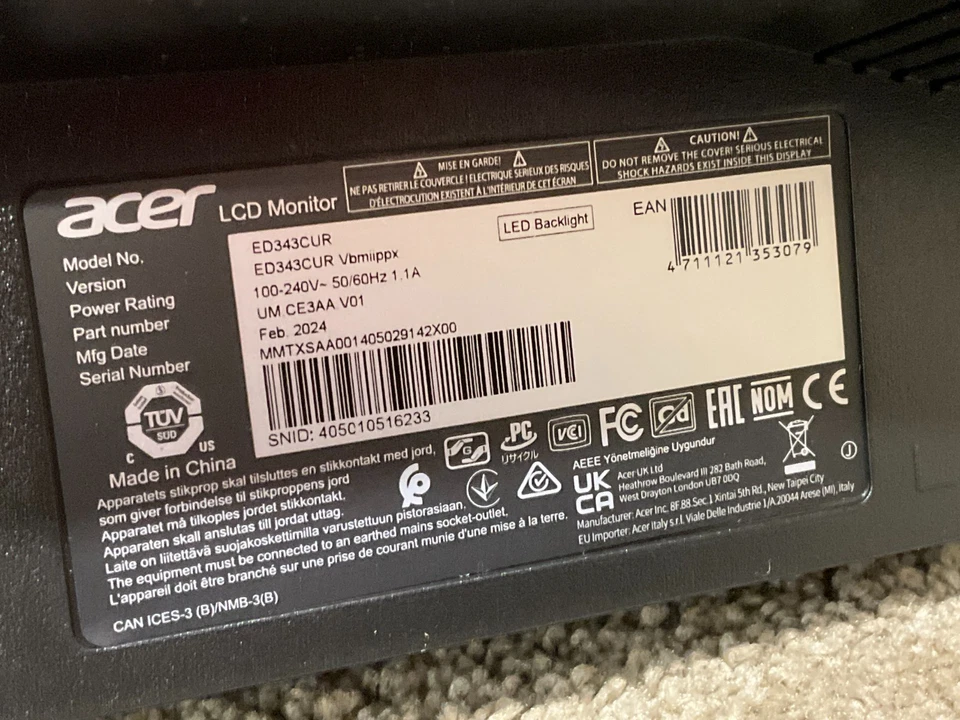 acer LCD Monitor
MISE EN GARDE!
NE PAS RETIRER LE COUVERCLE ! ELECTRIQUE SERIEUX DES RISQUES
D'ÉLECTROCUTION EXISTENT À L'INTÉRIEUR DE CET ÉCRAN
CAUTION!
DO NOT REMOVE THE COVER! SERIOUS ELECTRICAL
SHOCK HAZARDS EXIST INSIDE THIS DISPLAY
Model No. ED343CUR
Version ED343CUR Vbmiippx
Power Rating 100-240V~ 50/60Hz 1.1A
Part number UM.CE3AA.V01
Mfg Date Feb. 2024
Serial Number MMTXSAA001405029142X00
SNID: 405010516233
LED Backlight
EAN
4 711121 353079
TÜV
SÜD
C US
Made in China
PC
リサイクル
VCI
FC
EAC NOM CE
Apparatets stikprop skal tilsluttes en stikkontakt med jord,
som giver forbindelse til stikproppens jord
Apparatet må tilkoples jordet stikkontakt.
Apparaten skall anslutas till jordat uttag.
Laite on liitettävä suojakoskettimilla varustettuun pistorasiaan.
The equipment must be connected to an earthed mains socket-outlet.
L'appareil doit être branché sur une prise de courant munie d'une mise à la terre.
CAN ICES-3 (B)/NMB-3(B)
AEEE Yönetmeliğine Uygundur
UK
CA
Acer UK Ltd
Heathrow Boulevard III 282 Bath Road,
West Drayton London UB7 0DQ
Manufacturer: Acer Inc. 8F.88 Sec.1 Xintai 5th Rd., New Taipei City
EU Importer: Acer Italy s.r.l. Viale Delle Industrie 1/A,20044 Arese (MI), Italy
J